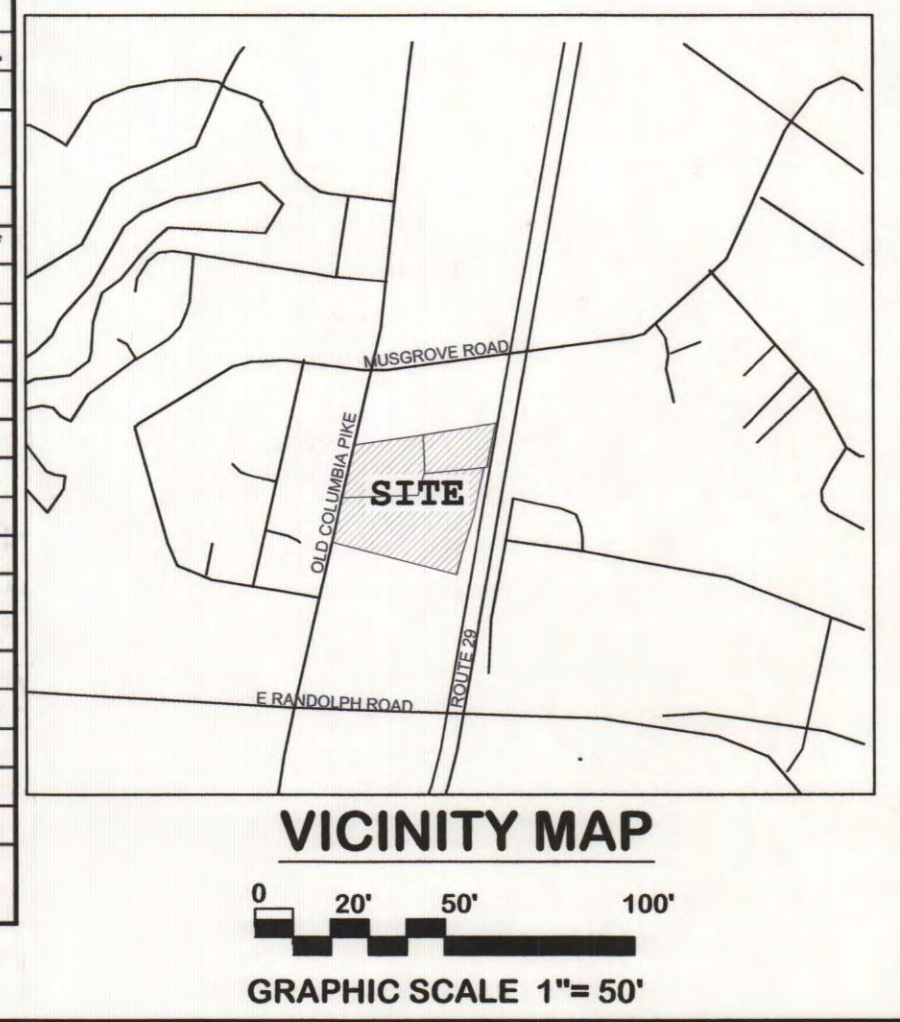 MUSGROVE ROAD
OLD COLUMBIA PIKE
SITE
ROUTE 29
E RANDOLPH ROAD
VICINITY MAP
0 20' 50' 100'
GRAPHIC SCALE 1"= 50'